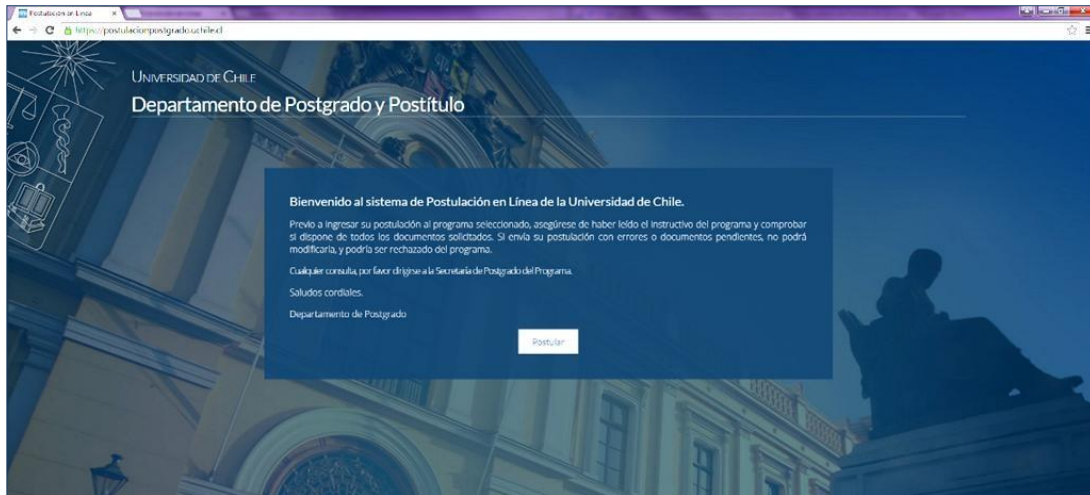 Postulación en Línea
https://postulacionpostgrado.uchile.cl
UNIVERSIDAD DE CHILE
Departamento de Postgrado y Postítulo
Bienvenido al sistema de Postulación en Línea de la Universidad de Chile.
Previo a ingresar su postulación al programa seleccionado, asegúrese de haber leído el instructivo del programa y comprobar
si dispone de todos los documentos solicitados. Si envía su postulación con errores o documentos pendientes, no podrá
modificarla, y podría ser rechazado del programa.
Cualquier consulta, por favor dirigirse a la Secretaría de Postgrado del Programa.
Saludos cordiales.
Departamento de Postgrado
Postular